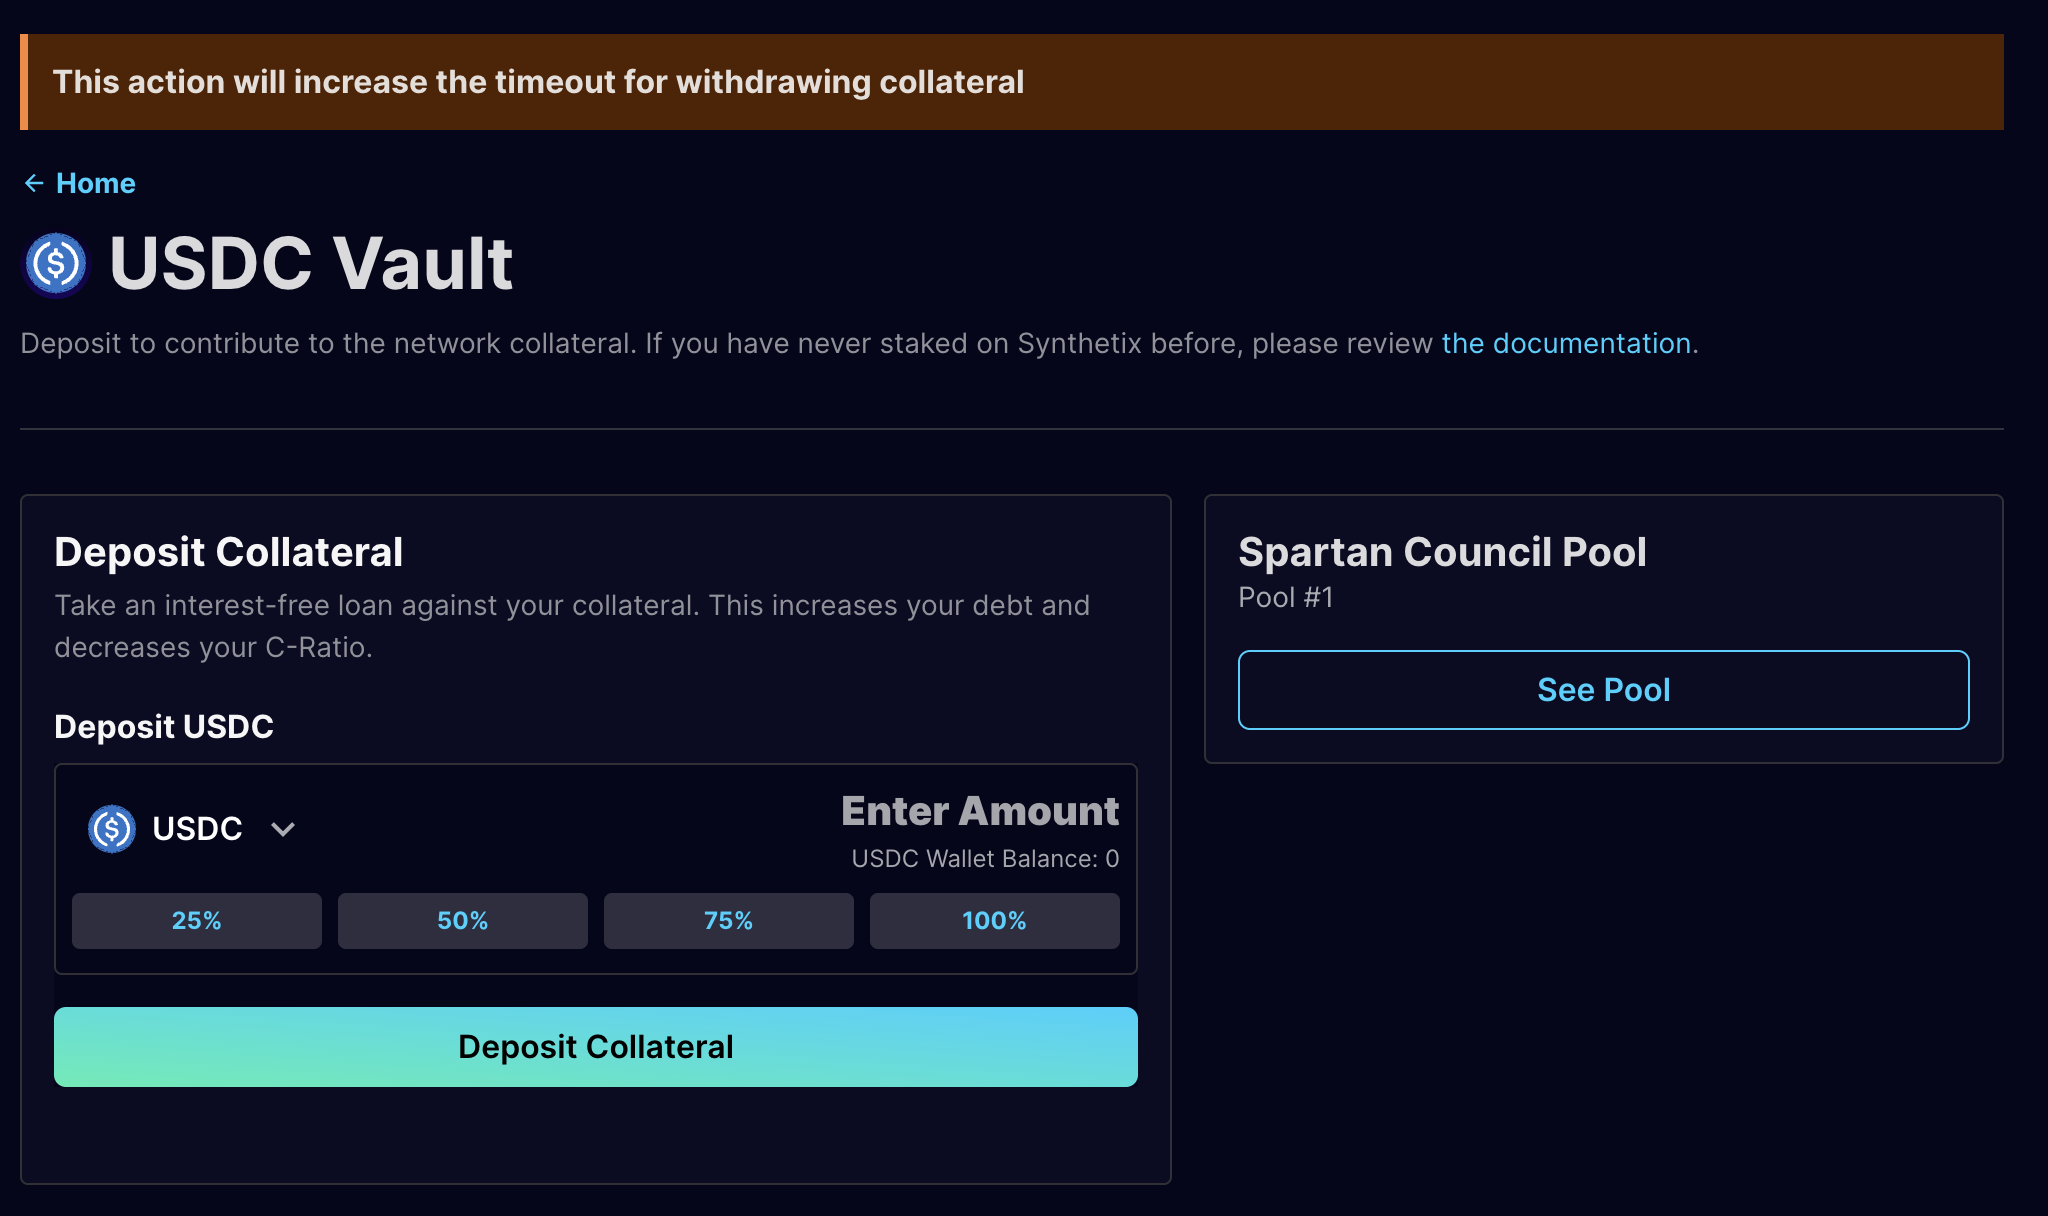 This action will increase the timeout for withdrawing collateral
← Home
USDC Vault
Deposit to contribute to the network collateral. If you have never staked on Synthetix before, please review the documentation.
Deposit Collateral
Take an interest-free loan against your collateral. This increases your debt and
decreases your C-Ratio.
Deposit USDC
USDC
Enter Amount
USDC Wallet Balance: 0
25%
50%
75%
100%
Deposit Collateral
Spartan Council Pool
Pool #1
See Pool